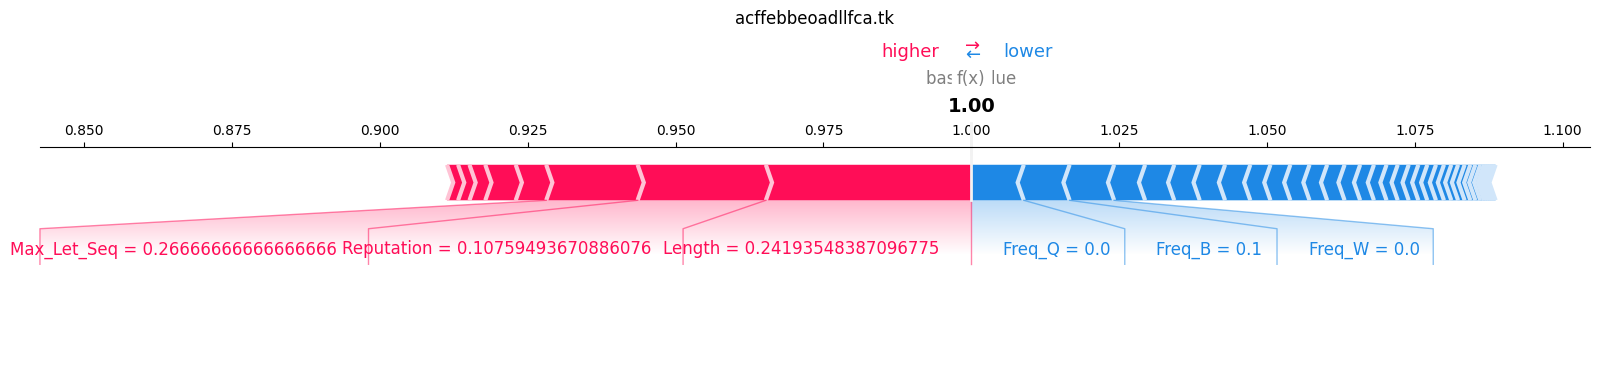 acffebbeoadllfca.tk
higher → ← lower
bas f(x) lue
1.00
0.850 0.875 0.900 0.925 0.950 0.975 1.000 1.025 1.050 1.075 1.100
Max_Let_Seq = 0.26666666666666666 Reputation = 0.10759493670886076 Length = 0.24193548387096775 Freq_Q = 0.0 Freq_B = 0.1 Freq_W = 0.0